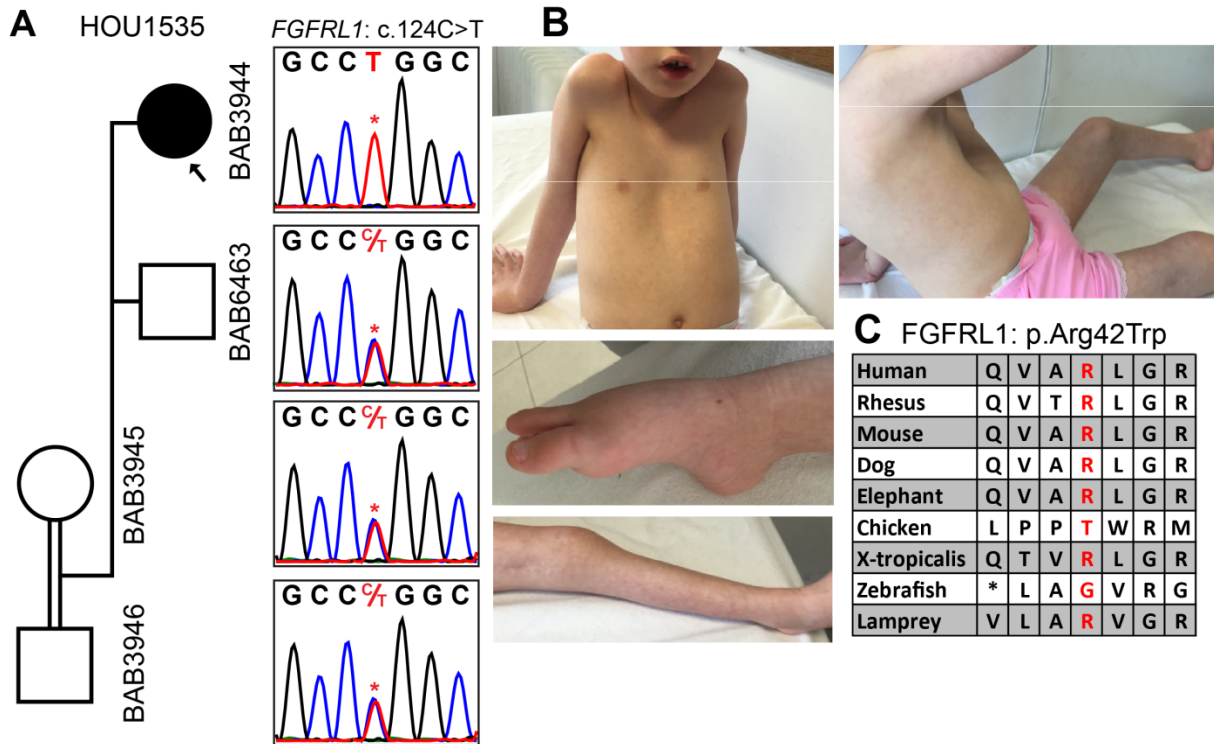 A HOU1535
FGFRL1: c.124C>T
BAB3944
G C C T G G C
*
BAB6463
G C C C/T G G C
*
BAB3945
G C C C/T G G C
*
BAB3946
G C C C/T G G C
*
B
C FGFRL1: p.Arg42Trp
Human Q V A R L G R
Rhesus Q V T R L G R
Mouse Q V A R L G R
Dog Q V A R L G R
Elephant Q V A R L G R
Chicken L P P T W R M
X-tropicalis Q T V R L G R
Zebrafish * L A G V R G
Lamprey V L A R V G R